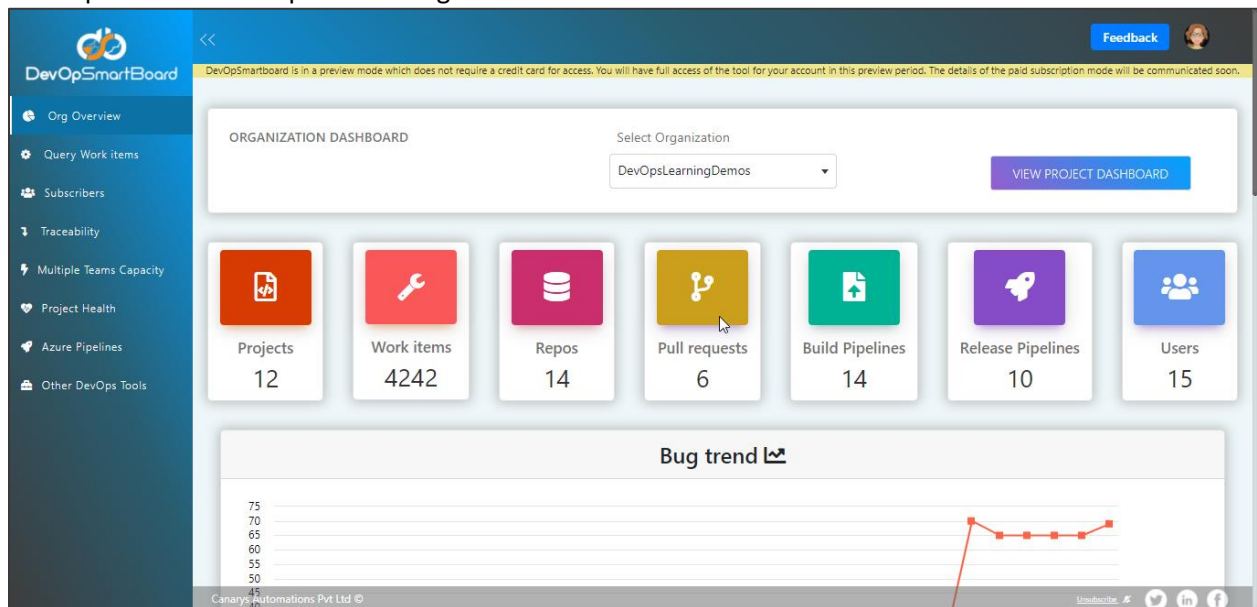 DevOpSmartBoard
Feedback
DevOpSmartboard is in a preview mode which does not require a credit card for access. You will have full access of the tool for your account in this preview period. The details of the paid subscription mode will be communicated soon.
Org Overview
Query Work items
Subscribers
Traceability
Multiple Teams Capacity
Project Health
Azure Pipelines
Other DevOps Tools
ORGANIZATION DASHBOARD
Select Organization
DevOpsLearningDemos
VIEW PROJECT DASHBOARD
Projects
12
Work items
4242
Repos
14
Pull requests
6
Build Pipelines
14
Release Pipelines
10
Users
15
Bug trend
75
70
65
60
55
50
45
Canarys Automations Pvt Ltd ©
Unsubscribe